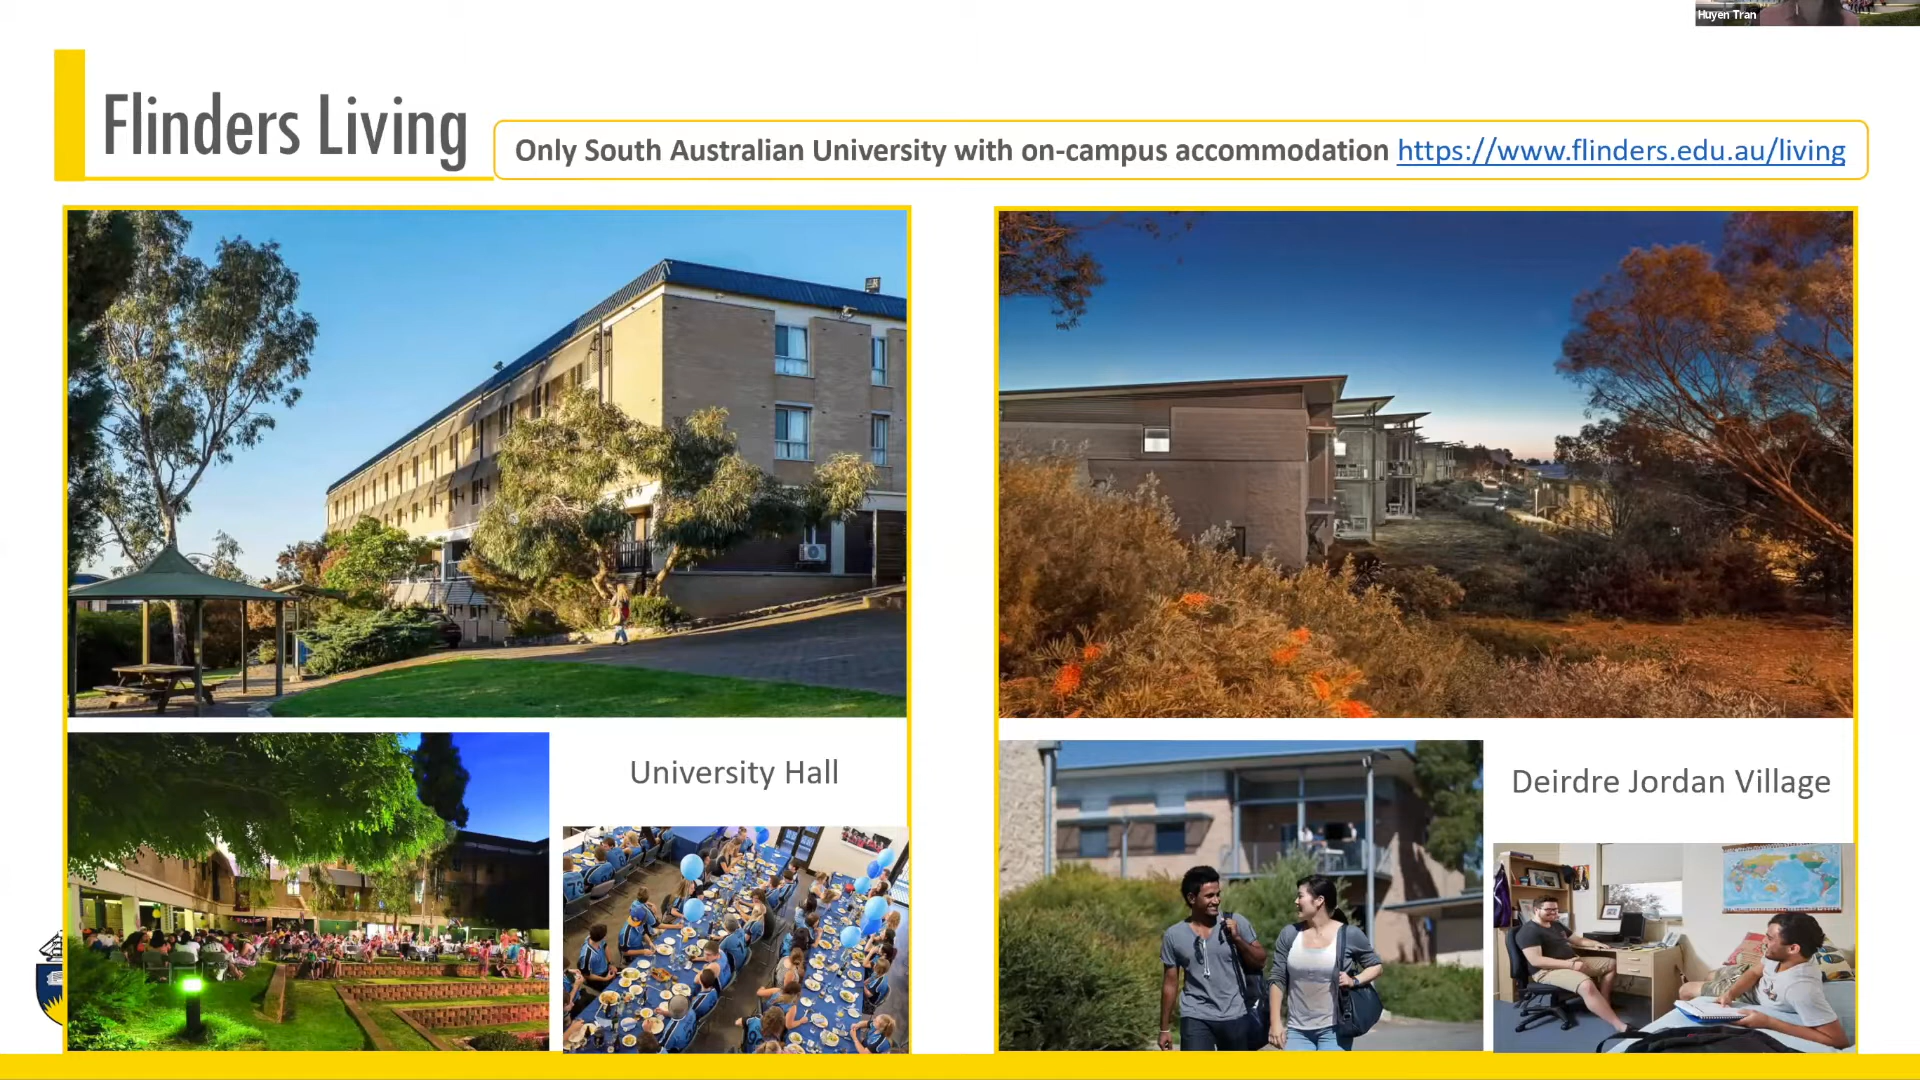 Huyen Tran
Flinders Living
Only South Australian University with on-campus accommodation https://www.flinders.edu.au/living
University Hall
Deirdre Jordan Village